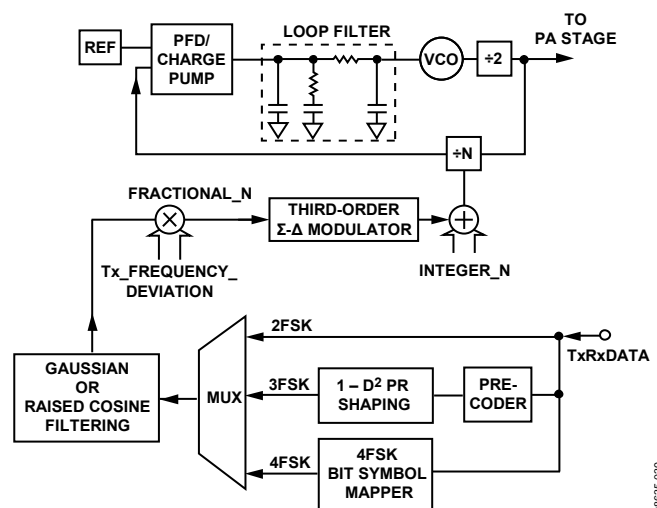 TO
PA STAGE
LOOP FILTER
REF
PFD/
CHARGE
PUMP
VCO
÷2
÷N
FRACTIONAL_N
THIRD-ORDER
Σ-Δ MODULATOR
Tx_FREQUENCY_
DEVIATION
INTEGER_N
2FSK
TxRxDATA
GAUSSIAN
OR
RAISED COSINE
FILTERING
MUX
3FSK
1 – D² PR
SHAPING
PRE-
CODER
4FSK
4FSK
BIT SYMBOL
MAPPER